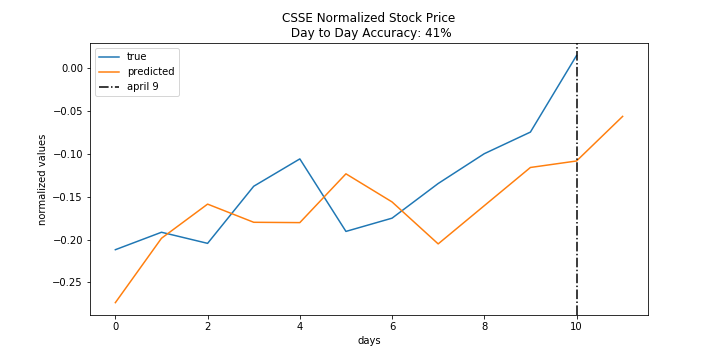 CSSE Normalized Stock Price
Day to Day Accuracy: 41%
true
predicted
april 9
normalized values
0.00
−0.05
−0.10
−0.15
−0.20
−0.25
0 2 4 6 8 10
days